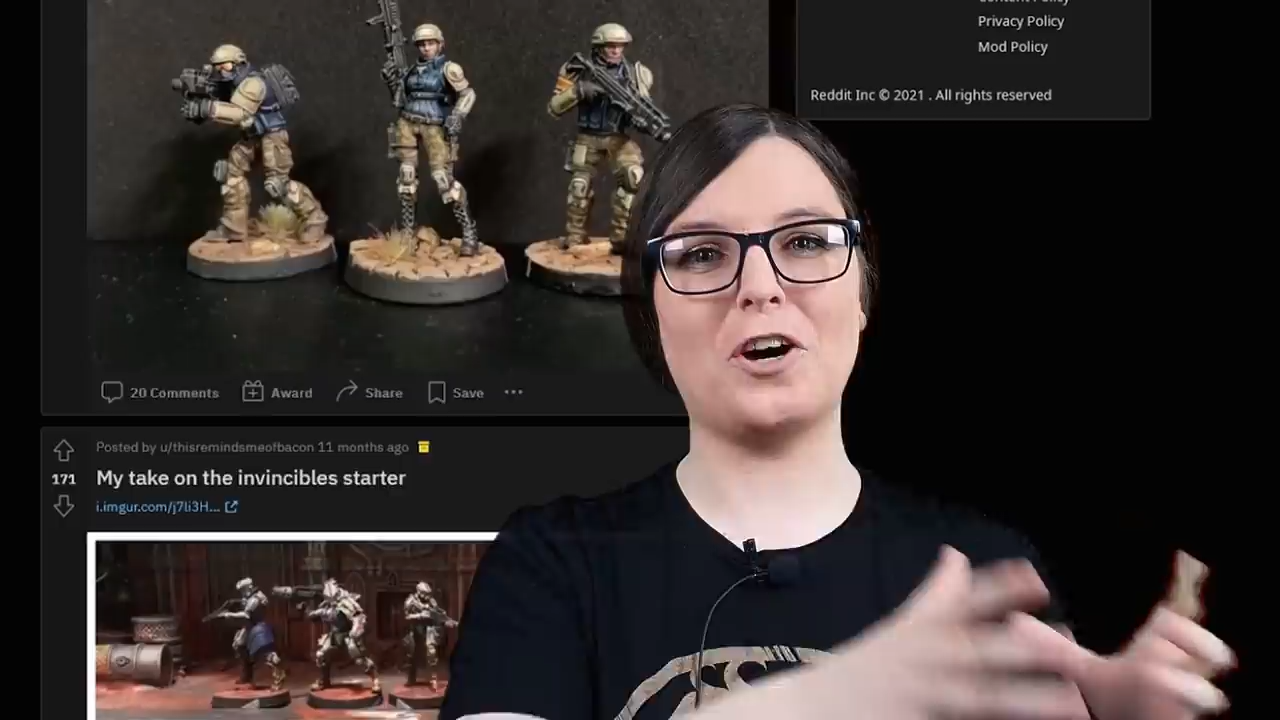 Privacy Policy
Mod Policy
Reddit Inc © 2021 . All rights reserved
20 Comments
Award
Share
Save
Posted by u/thisremindsmeofbacon 11 months ago
171
My take on the invincibles starter
i.imgur.com/j7li3H...